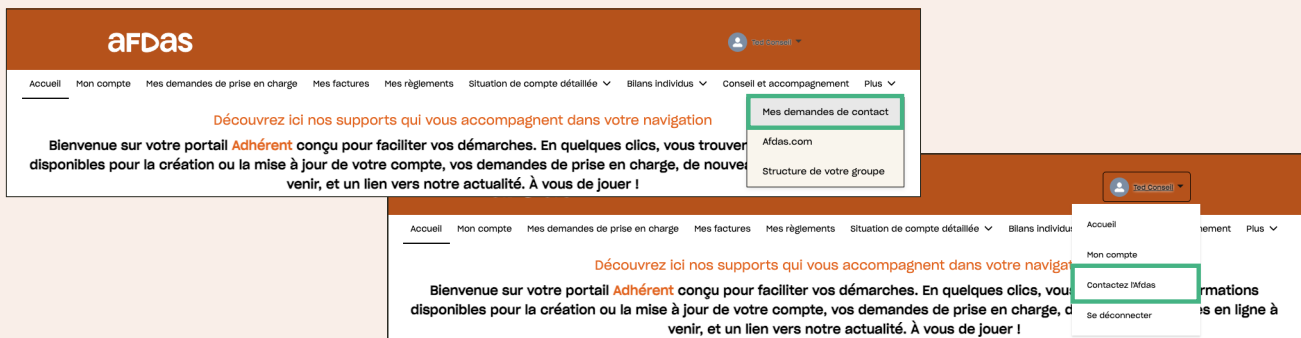 aFDas
Ted Conseil
Accueil Mon compte Mes demandes de prise en charge Mes factures Mes règlements Situation de compte détaillée Bilans individus Conseil et accompagnement Plus
Mes demandes de contact
Afdas.com
Structure de votre groupe
Découvrez ici nos supports qui vous accompagnent dans votre navigation
Bienvenue sur votre portail Adhérent conçu pour faciliter vos démarches. En quelques clics, vous trouver
disponibles pour la création ou la mise à jour de votre compte, vos demandes de prise en charge, de nouvea
venir, et un lien vers notre actualité. À vous de jouer !
Ted Conseil
Accueil Mon compte Mes demandes de prise en charge Mes factures Mes règlements Situation de compte détaillée Bilans individu nement Plus
Accueil
Mon compte
Contactez l'Afdas
Se déconnecter
Découvrez ici nos supports qui vous accompagnent dans votre navigat
Bienvenue sur votre portail Adhérent conçu pour faciliter vos démarches. En quelques clics, vous rmations
disponibles pour la création ou la mise à jour de votre compte, vos demandes de prise en charge, d es en ligne à
venir, et un lien vers notre actualité. À vous de jouer !